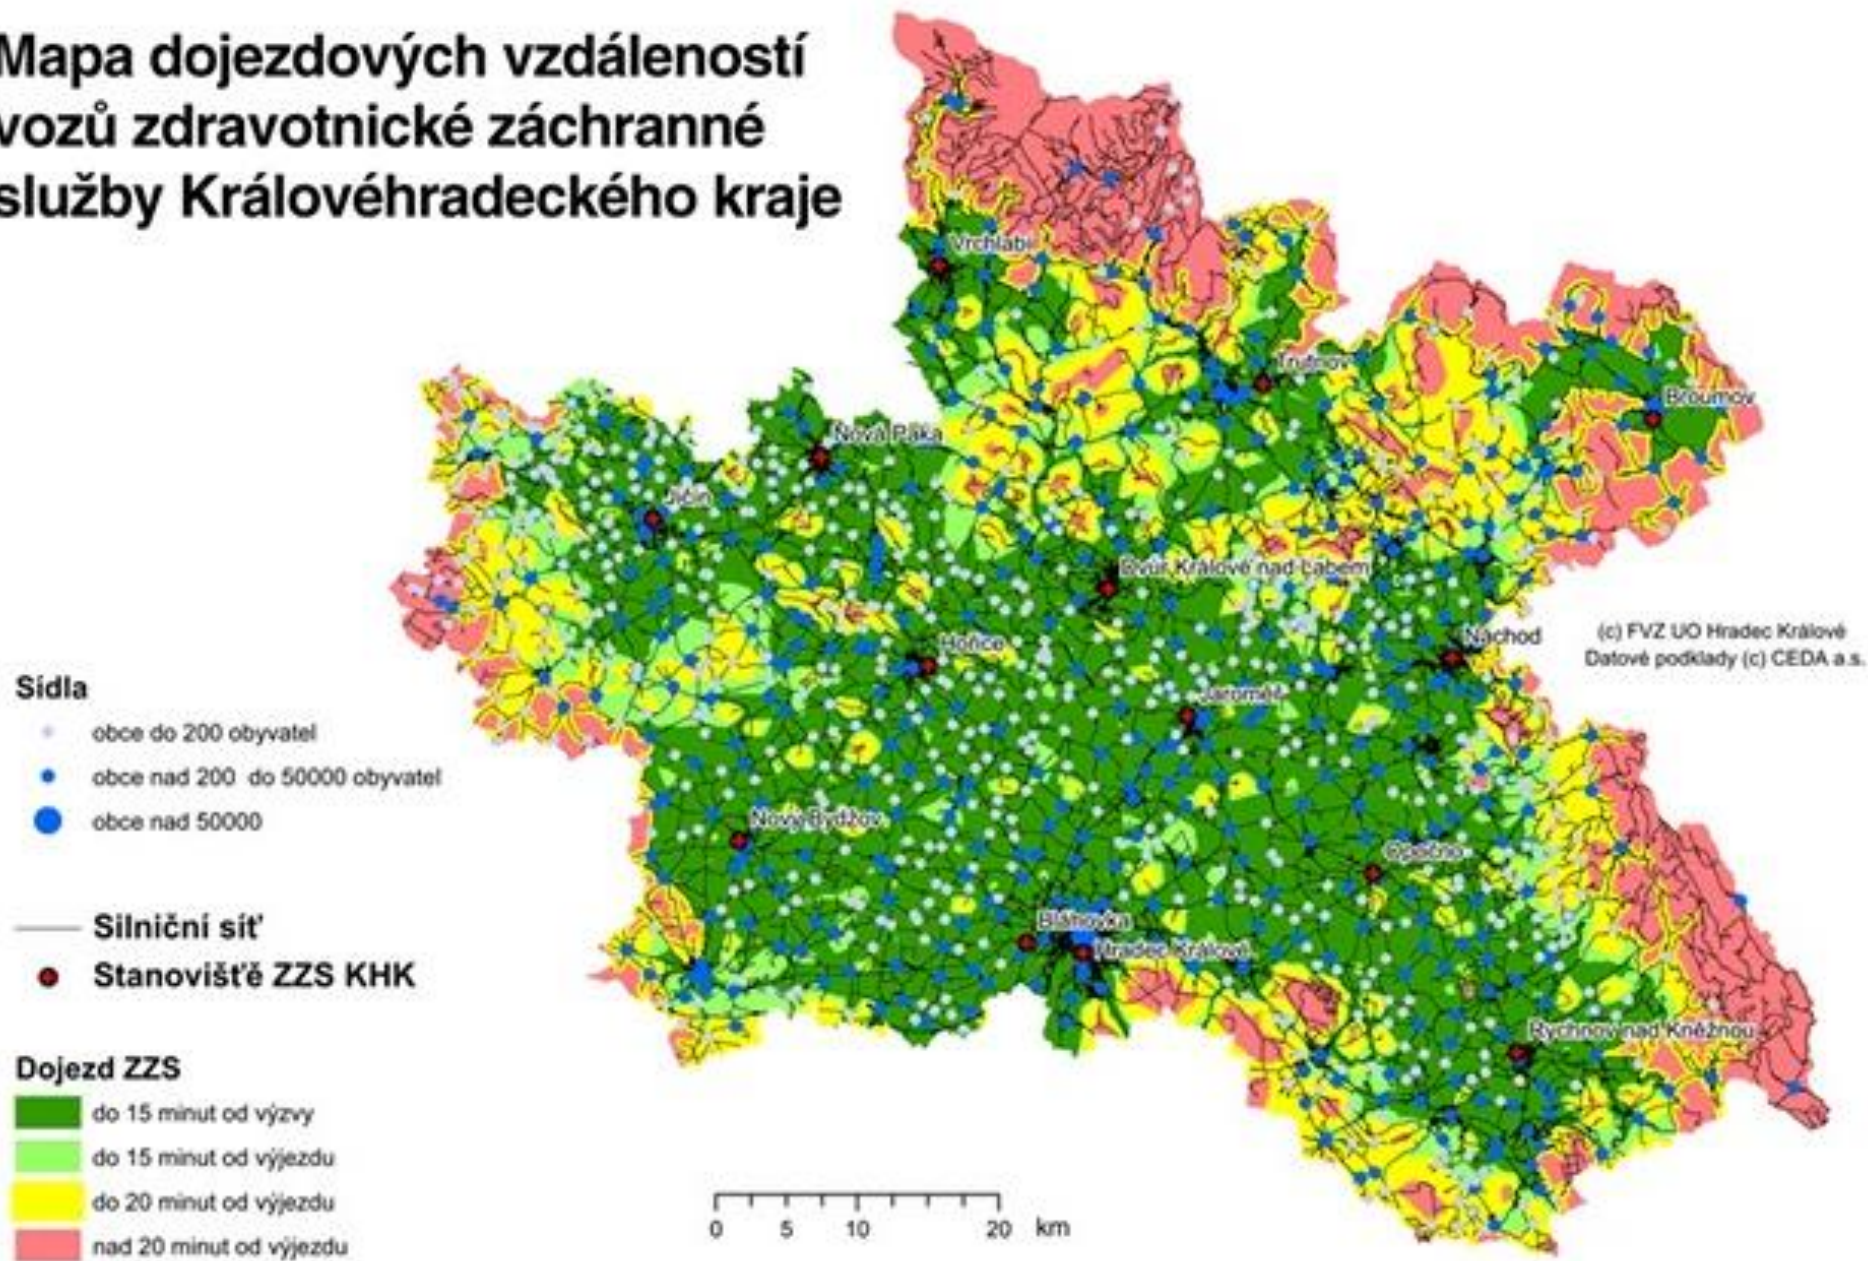 Mapa dojezdových vzdáleností
vozů zdravotnické záchranné
služby Královéhradeckého kraje
Vrchlabí
Trutnov
Broumov
Nová Paka
Jičín
Dvůr Králové nad Labem
Náchod
(c) FVZ UO Hradec Králové
Datové podklady (c) CEDA a.s.
Hořice
Jaroměř
Sídla
obce do 200 obyvatel
obce nad 200 do 50000 obyvatel
obce nad 50000
Nový Bydžov
Opočno
Bláhovka
Hradec Králové
Silniční síť
Stanovišťě ZZS KHK
Rychnov nad Kněžnou
Dojezd ZZS
do 15 minut od výzvy
do 15 minut od výjezdu
do 20 minut od výjezdu
nad 20 minut od výjezdu
0 5 10 20 km